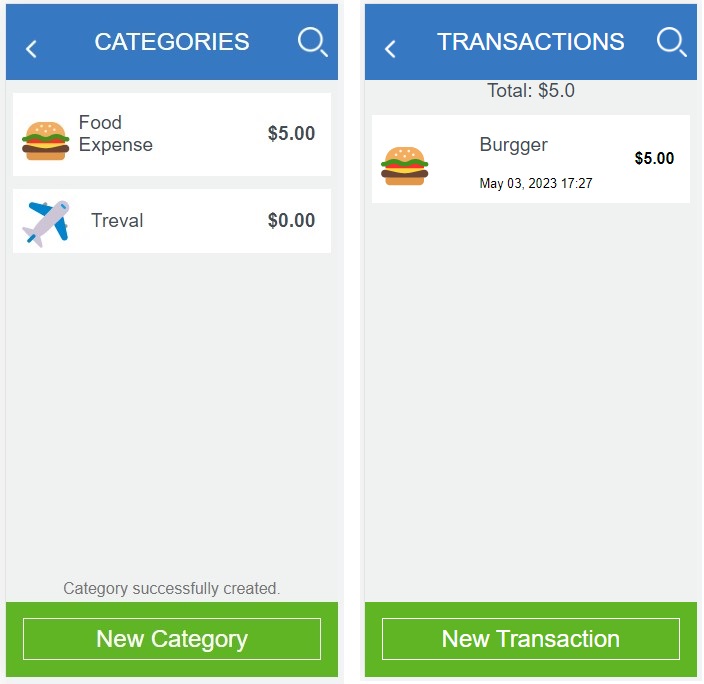 CATEGORIES
Food
Expense
$5.00
Treval
$0.00
Category successfully created.
New Category
TRANSACTIONS
Total: $5.0
Burgger
$5.00
May 03, 2023 17:27
New Transaction